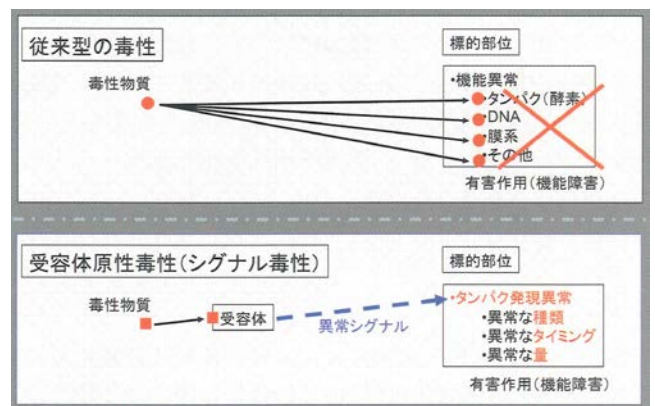 従来型の毒性
標的部位
毒性物質
・機能異常
・タンパク(酵素)
・DNA
・膜系
・その他
有害作用(機能障害)
受容体原性毒性(シグナル毒性)
標的部位
毒性物質
受容体
異常シグナル
・タンパク発現異常
・異常な種類
・異常なタイミング
・異常な量
有害作用(機能障害)